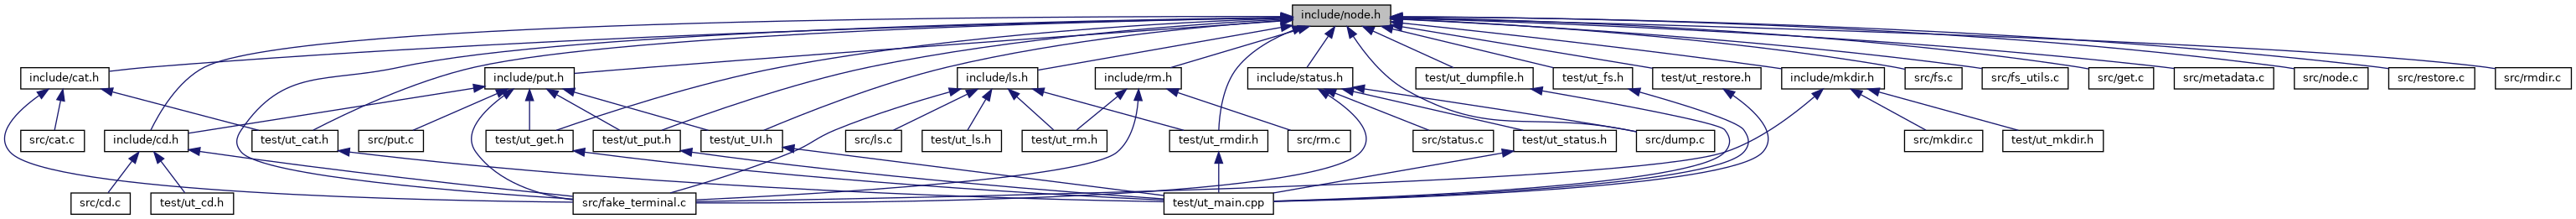 include/node.h
include/cat.h
include/put.h
include/ls.h
include/rm.h
include/status.h
test/ut_dumpfile.h
test/ut_fs.h
test/ut_restore.h
include/mkdir.h
src/fs.c
src/fs_utils.c
src/get.c
src/metadata.c
src/node.c
src/restore.c
src/rmdir.c
src/cat.c
include/cd.h
test/ut_cat.h
src/put.c
test/ut_get.h
test/ut_put.h
test/ut_UI.h
src/ls.c
test/ut_ls.h
test/ut_rm.h
test/ut_rmdir.h
src/rm.c
src/status.c
test/ut_status.h
src/dump.c
src/mkdir.c
test/ut_mkdir.h
src/cd.c
test/ut_cd.h
src/fake_terminal.c
test/ut_main.cpp